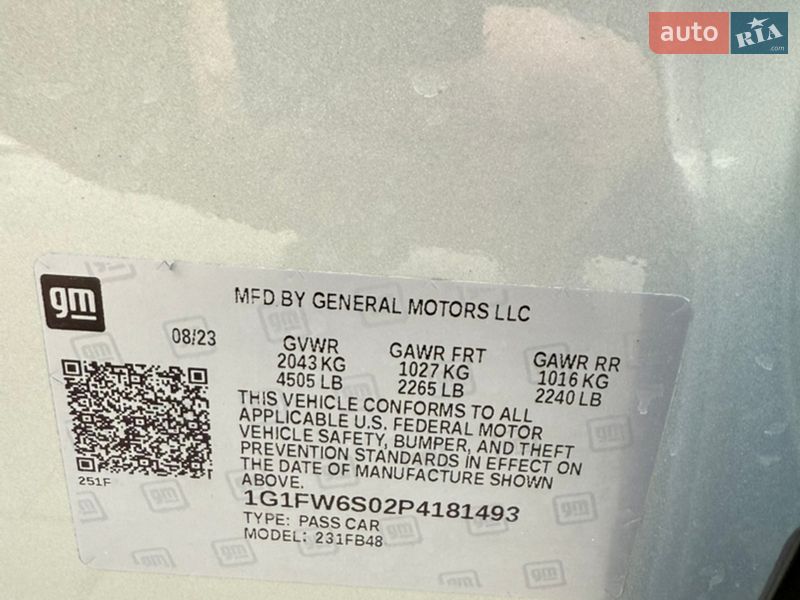 auto RIA .com
gm
MFD BY GENERAL MOTORS LLC
08/23
GVWR GAWR FRT GAWR RR
2043 KG 1027 KG 1016 KG
4505 LB 2265 LB 2240 LB
THIS VEHICLE CONFORMS TO ALL
APPLICABLE U.S. FEDERAL MOTOR
VEHICLE SAFETY, BUMPER, AND THEFT
PREVENTION STANDARDS IN EFFECT ON
THE DATE OF MANUFACTURE SHOWN
ABOVE.
251F
1G1FW6S02P4181493
TYPE: PASS CAR
MODEL: 231FB48